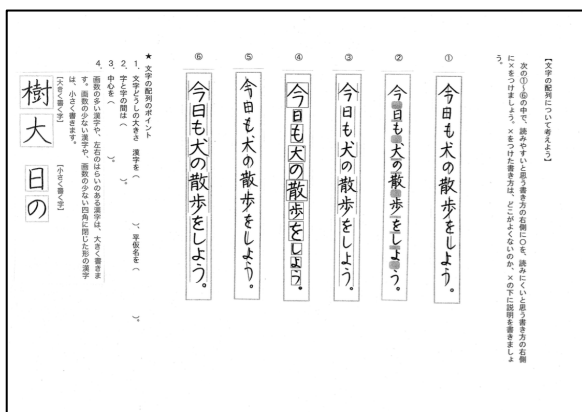 【文字の配列について考えよう】
次の①～⑥の中で、読みやすいと思う書き方の右側に○を、読みにくいと思う書き方の右側
に×をつけましょう。×をつけた書き方は、どこがよくないのか、×の下に説明を書きましょ
う。
①
今日も犬の散歩をしよう。
②
今日も犬の散歩をしよう。
③
今日も犬の散歩をしよう。
④
今日も犬の散歩をしよう。
⑤
今日も犬の散歩をしよう。
⑥
今日も犬の散歩をしよう。
★ 文字の配列のポイント
1、文字どうしの大きさ 漢字を（ ）、平仮名を（ ）。
2、字と字の間は（ ）。
3、中心を（ ）。
4、画数の多い漢字や、左右のはらいのある漢字は、大きく書きま
す。画数の少ない漢字や、画数の少ない四角に閉じた形の漢字
は、小さく書きます。
【大きく書く字】
樹 大
【小さく書く字】
日 の